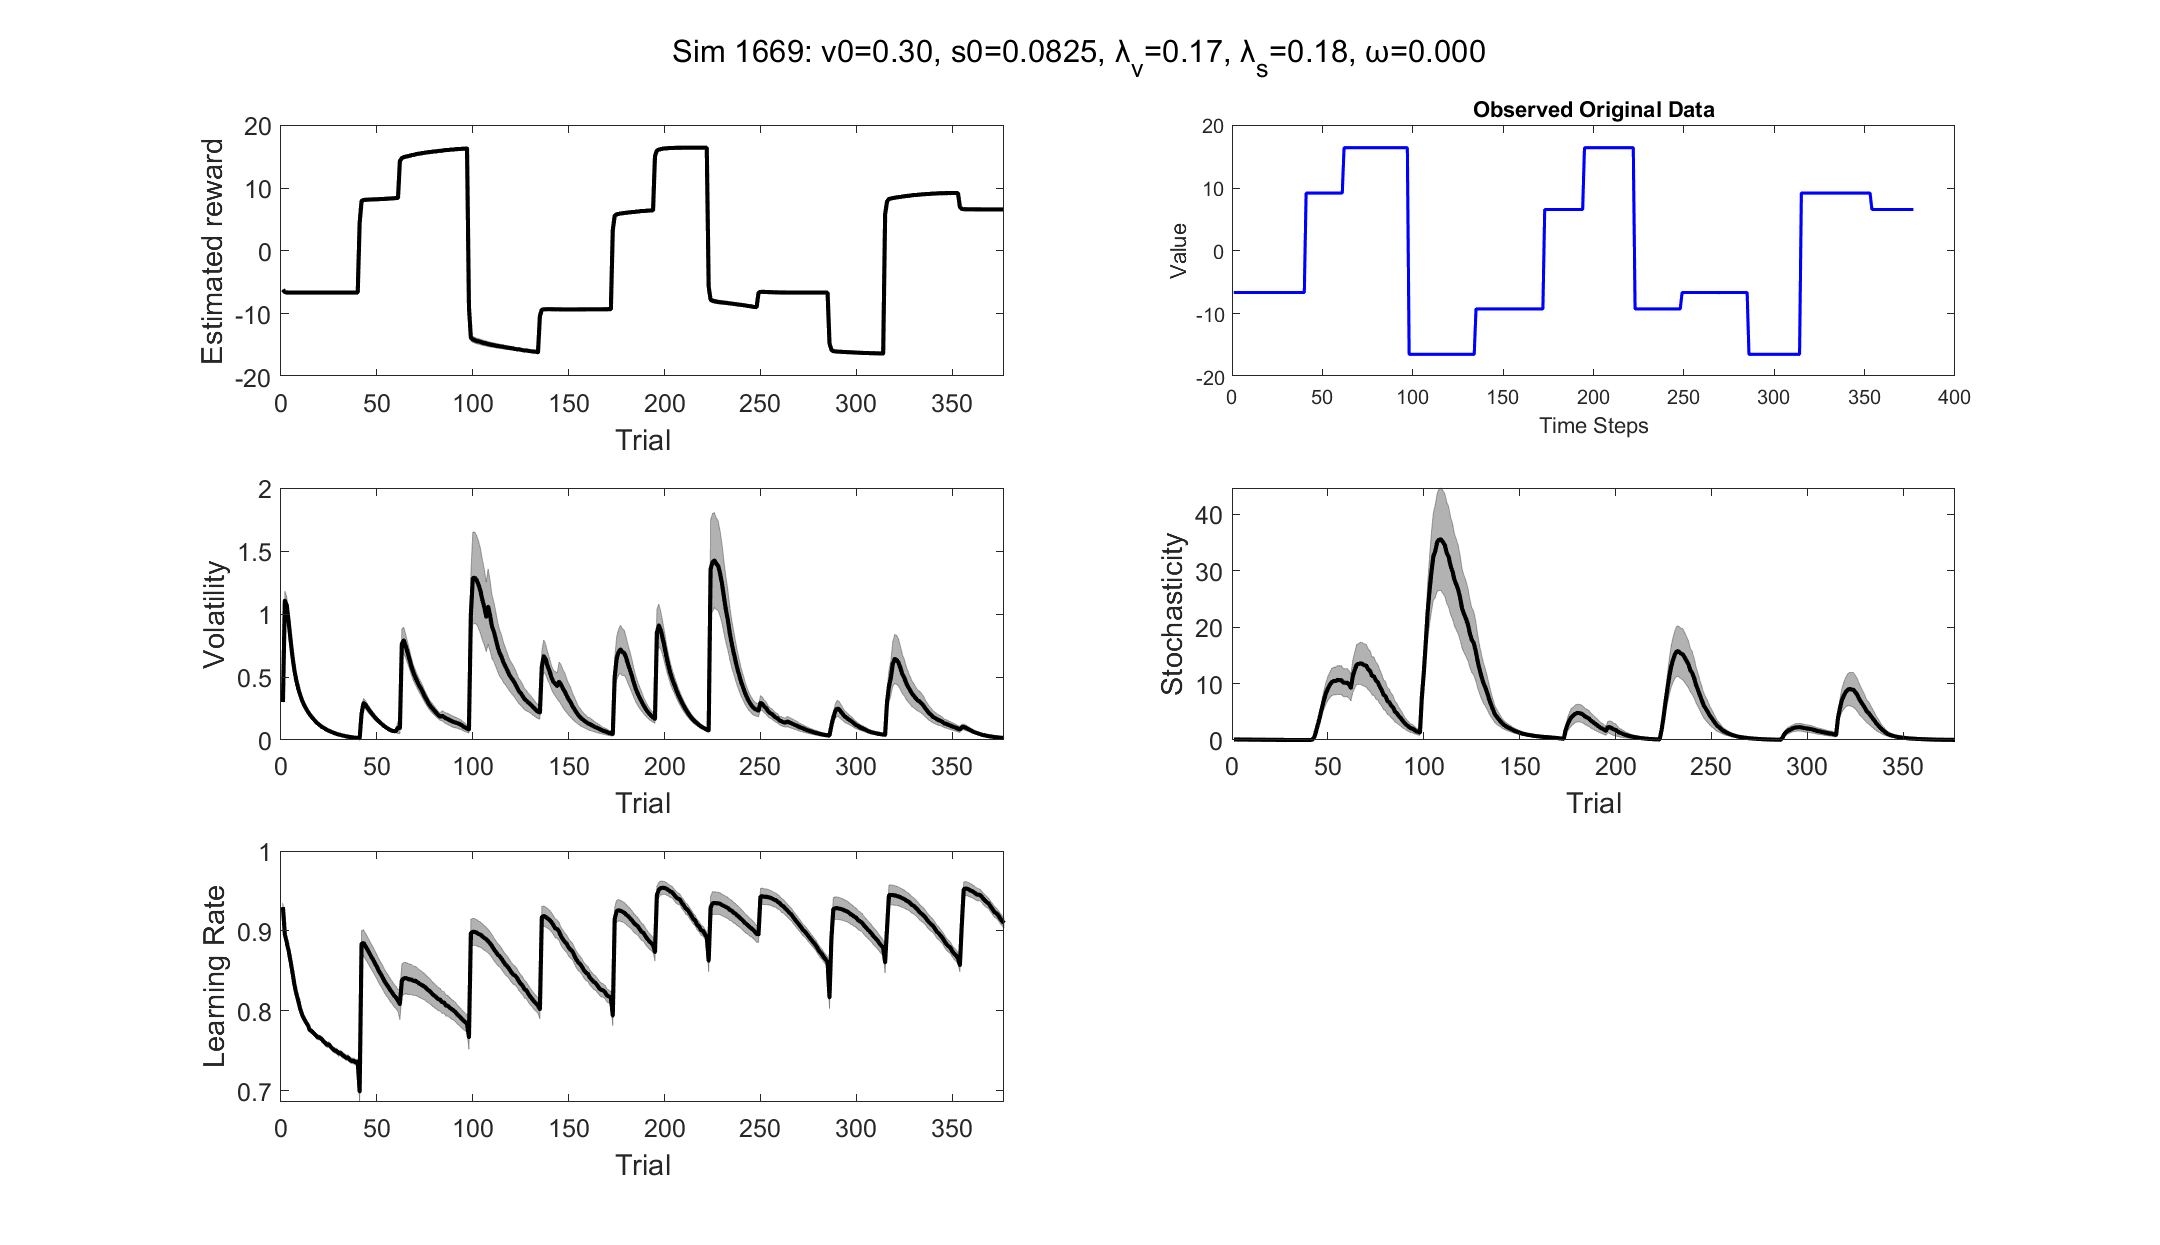 Sim 1669: v0=0.30, s0=0.0825, λv=0.17, λs=0.18, ω=0.000
Estimated reward
20
10
0
-10
-20
0 50 100 150 200 250 300 350
Trial
Observed Original Data
Value
20
10
0
-10
-20
0 50 100 150 200 250 300 350 400
Time Steps
Volatility
2
1.5
1
0.5
0
0 50 100 150 200 250 300 350
Trial
Stochasticity
40
30
20
10
0
0 50 100 150 200 250 300 350
Trial
Learning Rate
1
0.9
0.8
0.7
0 50 100 150 200 250 300 350
Trial